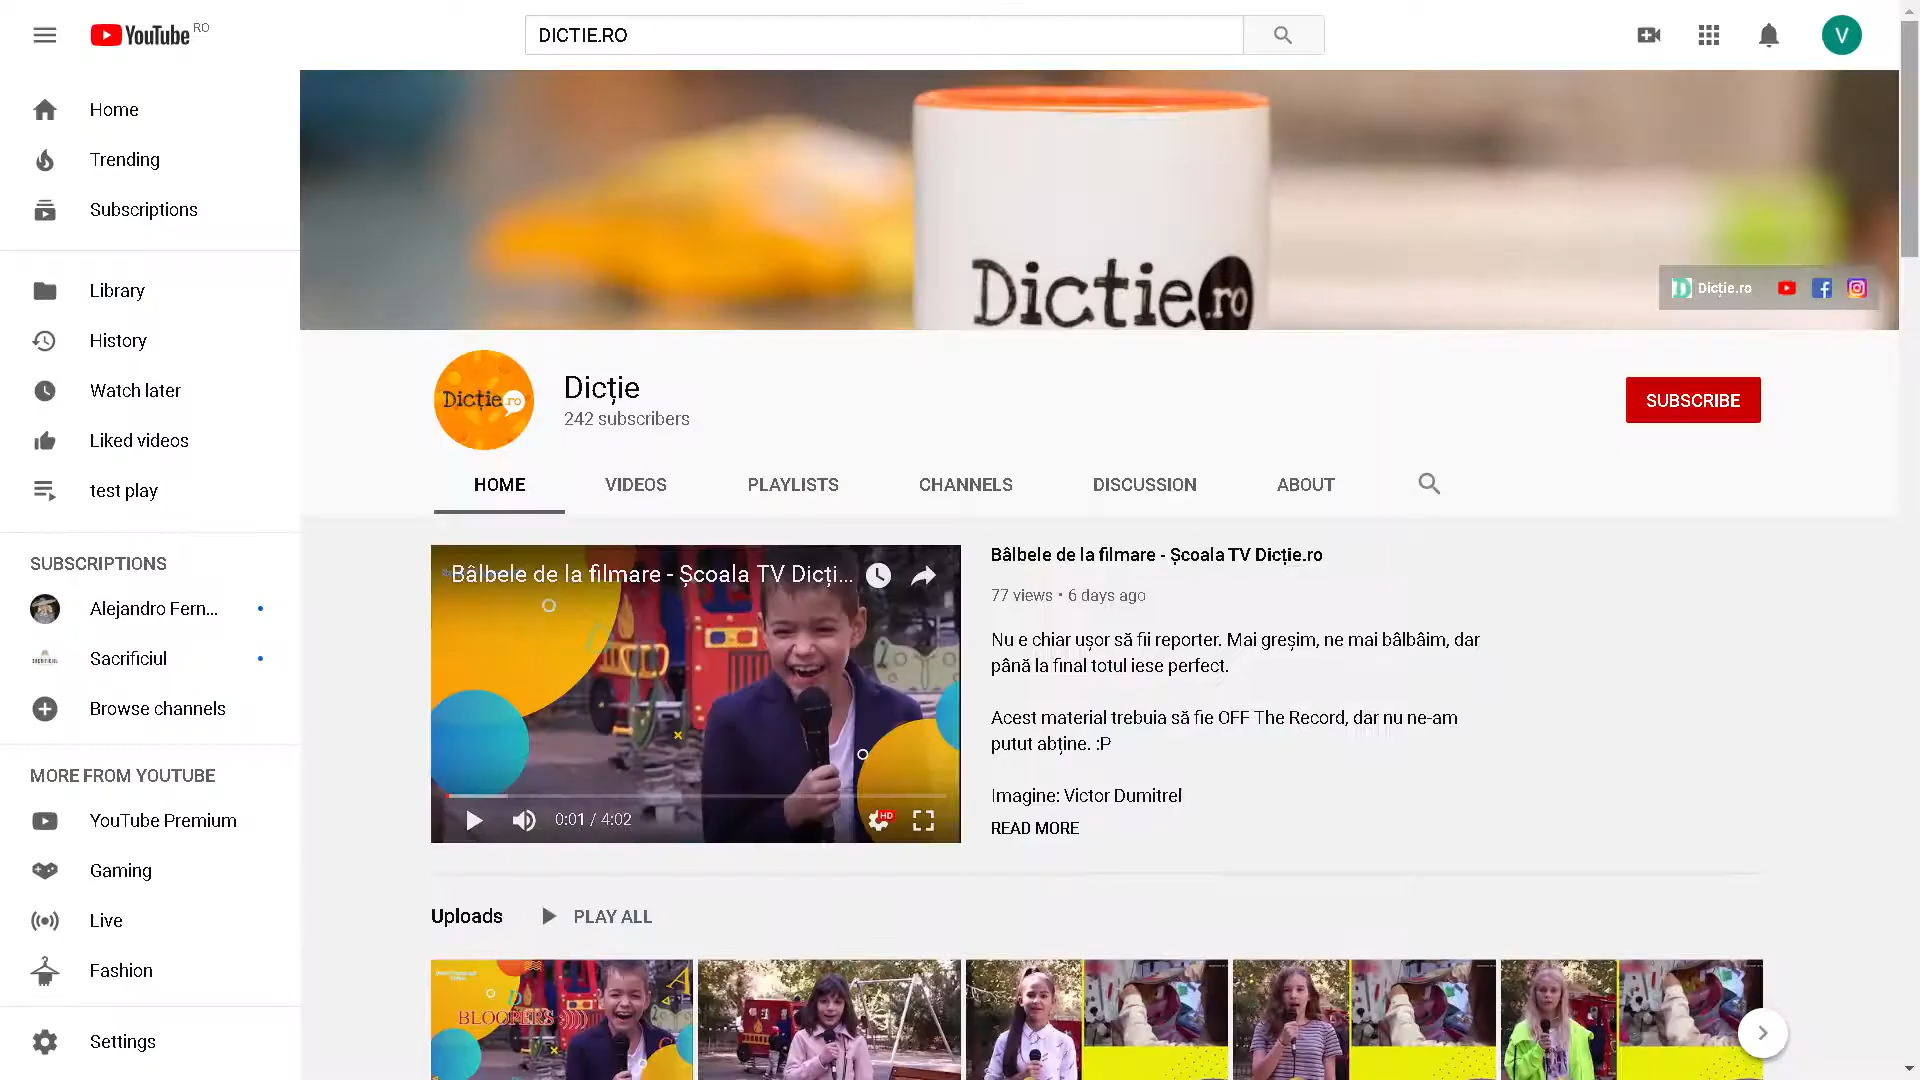 YouTube RO
DICTIE.RO
V
Home
Trending
Subscriptions
Library
History
Watch later
Liked videos
test play
SUBSCRIPTIONS
Alejandro Fern...
Sacrificiul
Browse channels
MORE FROM YOUTUBE
YouTube Premium
Gaming
Live
Fashion
Settings
Dictie.ro
Dicție.ro
Dicție.ro
Dicție
242 subscribers
SUBSCRIBE
HOME
VIDEOS
PLAYLISTS
CHANNELS
DISCUSSION
ABOUT
Bâlbele de la filmare - Școala TV Dicți...
0:01 / 4:02
HD
Bâlbele de la filmare - Școala TV Dicție.ro
77 views • 6 days ago
Nu e chiar ușor să fii reporter. Mai greșim, ne mai bâlbâim, dar
până la final totul iese perfect.
Acest material trebuia să fie OFF The Record, dar nu ne-am
putut abține. :P
Imagine: Victor Dumitrel
READ MORE
Uploads
PLAY ALL
BLOOPERS